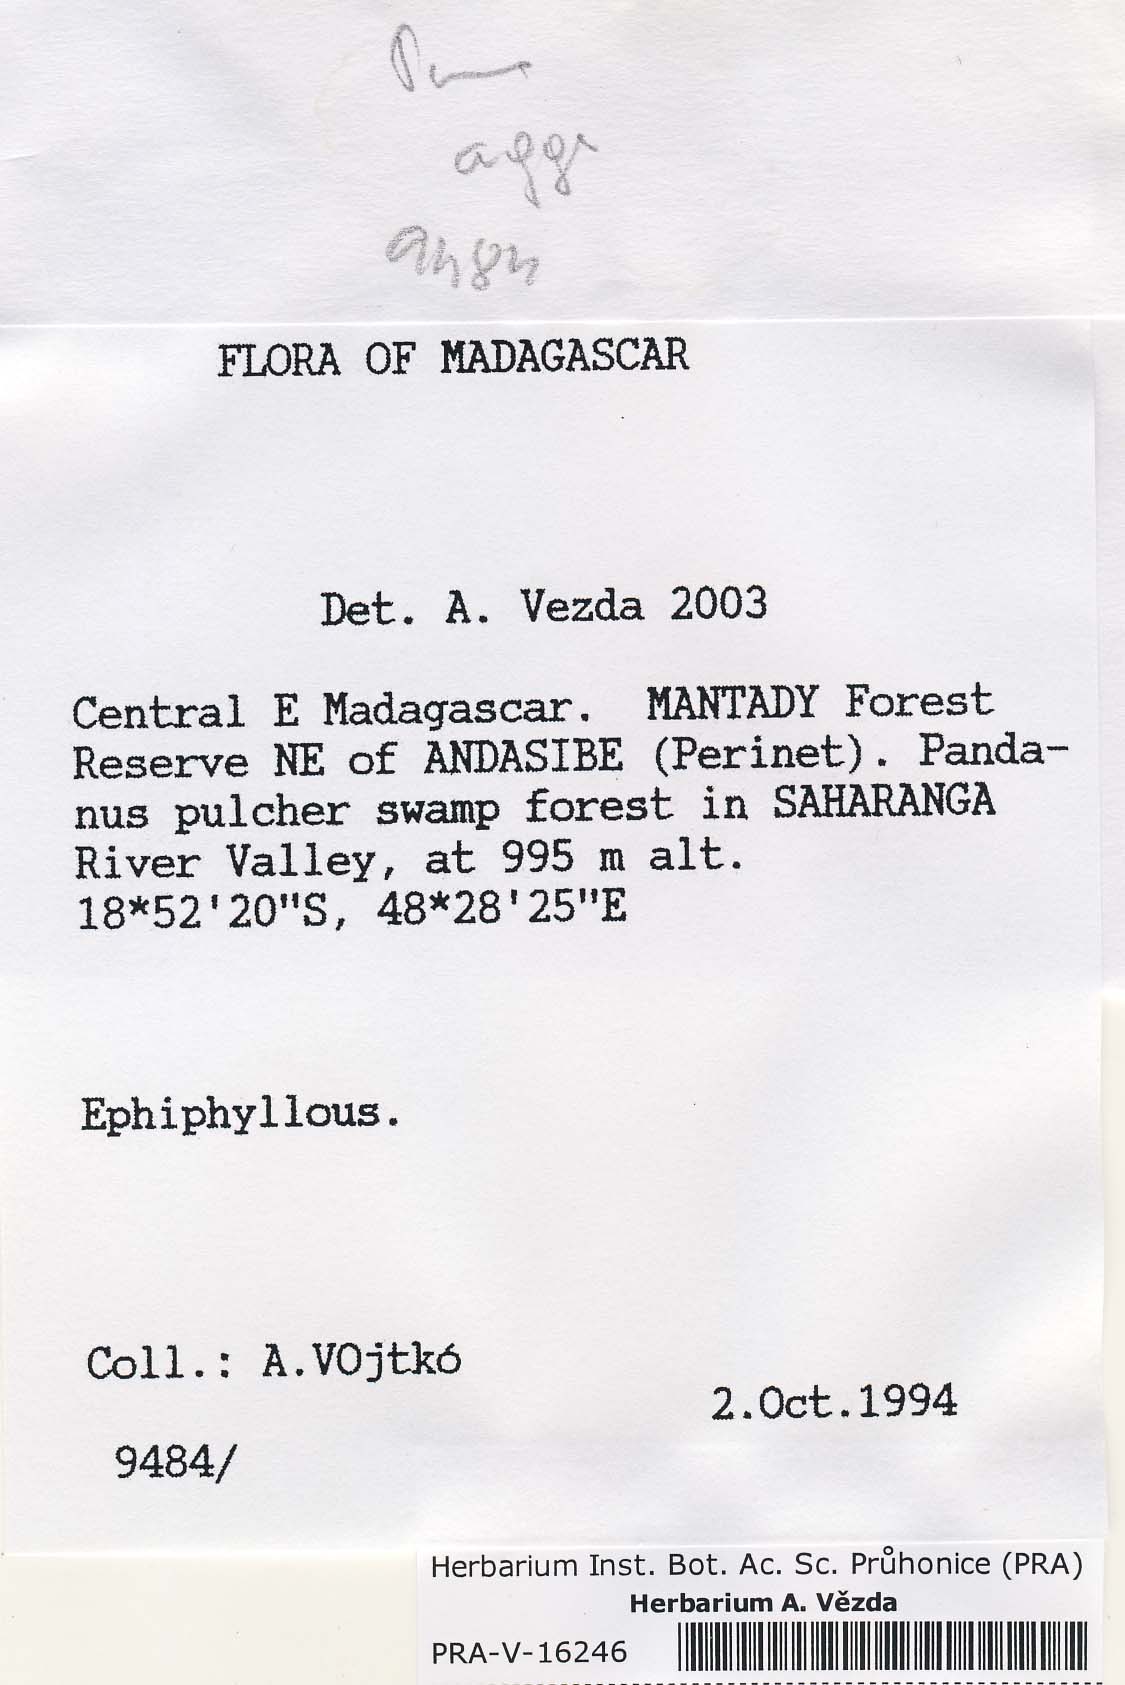 aggr
FLORA OF MADAGASCAR
Det. A. Vezda 2003
Central E Madagascar. MANTADY Forest
Reserve NE of ANDASIBE (Perinet). Panda-
nus pulcher swamp forest in SAHARANGA
River Valley, at 995 m alt.
18*52'20"S, 48*28'25"E
Ephiphyllous.
Coll.: A.VOjtkó
2.Oct.1994
9484/
Herbarium Inst. Bot. Ac. Sc. Průhonice (PRA)
Herbarium A. Vězda
PRA-V-16246